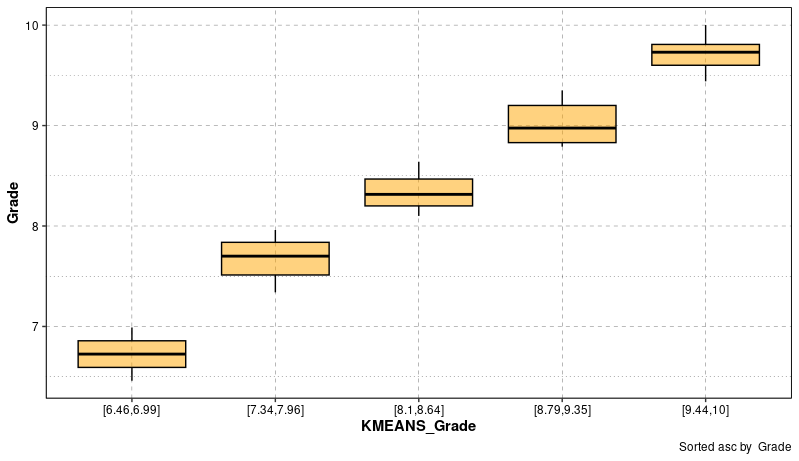 10
9
8
7
Grade
[6.46,6.99] [7.34,7.96] [8.1,8.64] [8.79,9.35] [9.44,10]
KMEANS_Grade
Sorted asc by  Grade